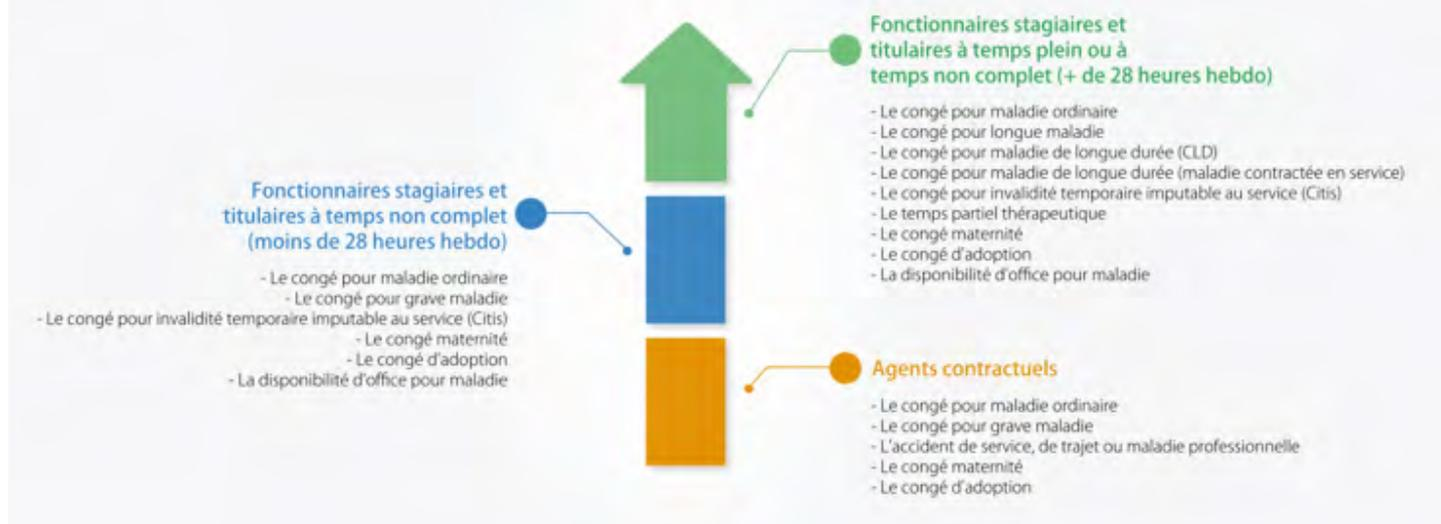 Fonctionnaires stagiaires et
titulaires à temps plein ou à
temps non complet (+ de 28 heures hebdo)
- Le congé pour maladie ordinaire
- Le congé pour longue maladie
- Le congé pour maladie de longue durée (CLD)
- Le congé pour maladie de longue durée (maladie contractée en service)
- Le congé pour invalidité temporaire imputable au service (Citis)
- Le temps partiel thérapeutique
- Le congé maternité
- Le congé d'adoption
- La disponibilité d'office pour maladie
Fonctionnaires stagiaires et
titulaires à temps non complet
(moins de 28 heures hebdo)
- Le congé pour maladie ordinaire
- Le congé pour grave maladie
- Le congé pour invalidité temporaire imputable au service (Citis)
- Le congé maternité
- Le congé d'adoption
- La disponibilité d'office pour maladie
Agents contractuels
- Le congé pour maladie ordinaire
- Le congé pour grave maladie
- L'accident de service, de trajet ou maladie professionnelle
- Le congé maternité
- Le congé d'adoption